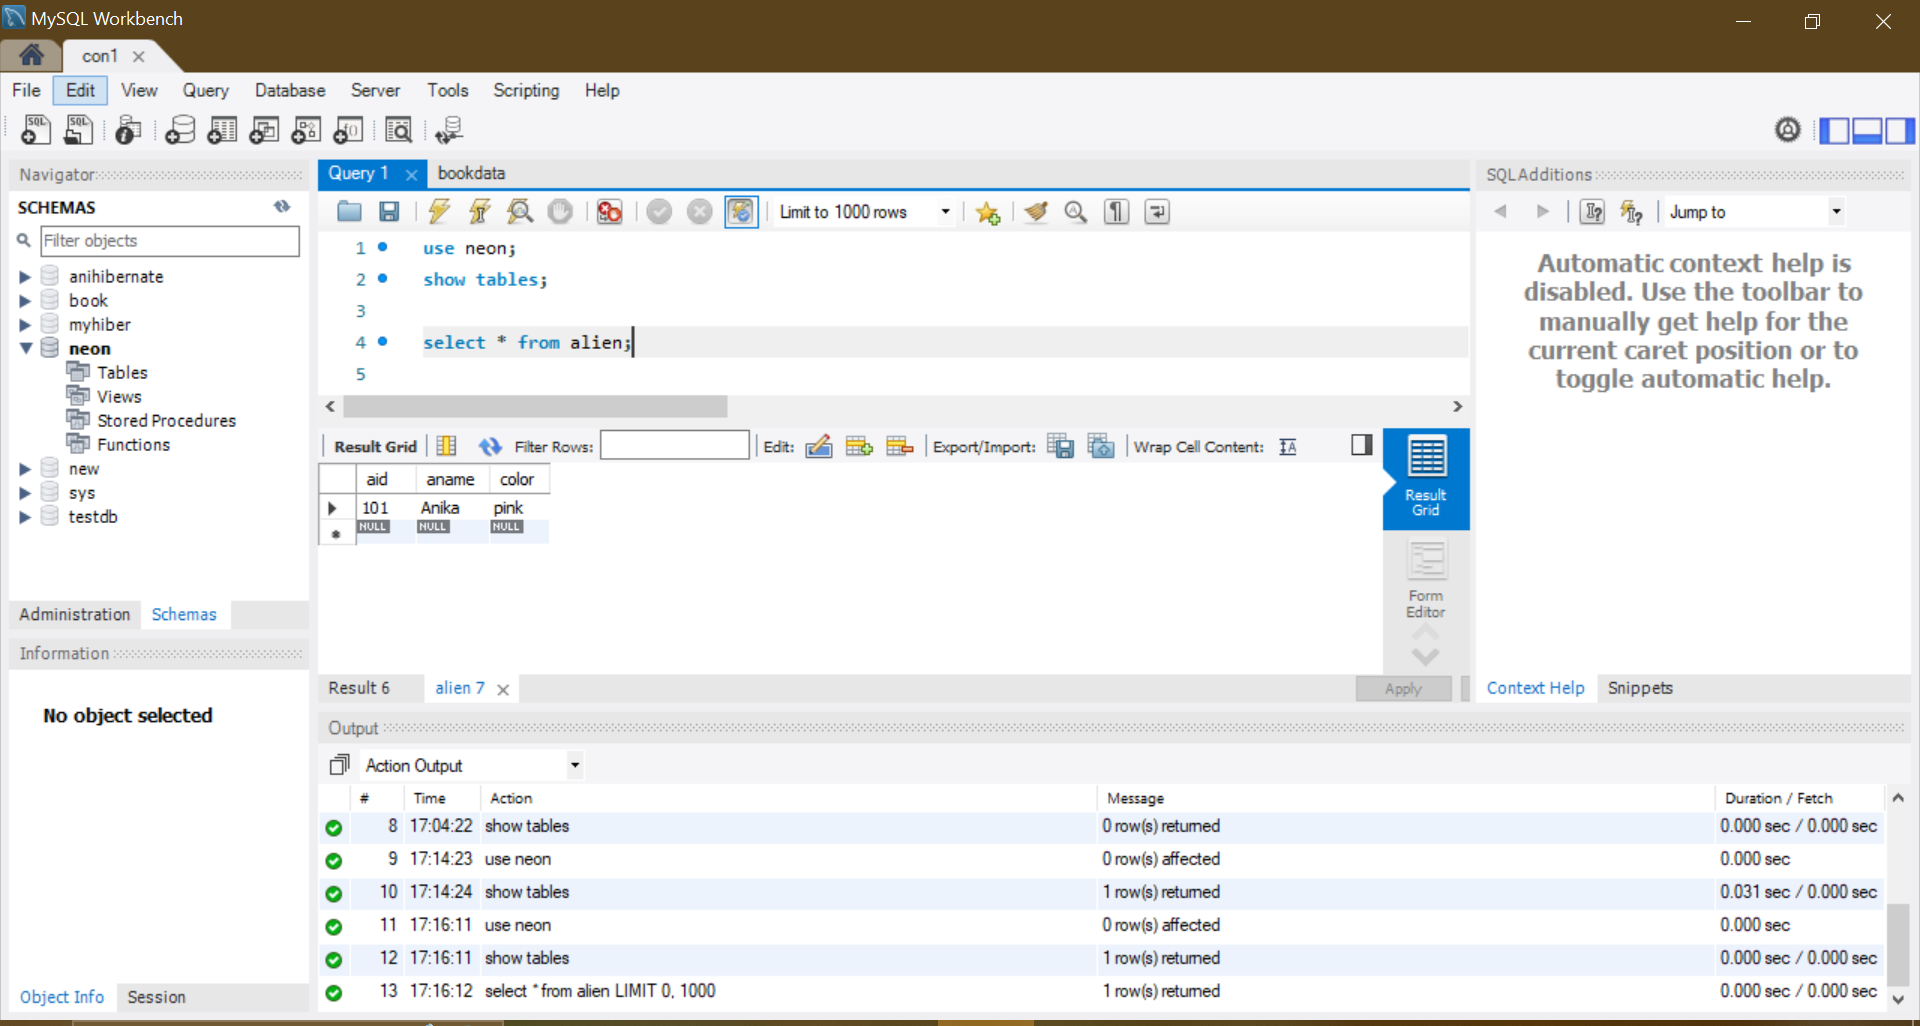 MySQL Workbench
con1
File Edit View Query Database Server Tools Scripting Help
Navigator
SCHEMAS
Filter objects
anihibernate
book
myhiber
neon
Tables
Views
Stored Procedures
Functions
new
sys
testdb
Administration Schemas
Information
No object selected
Object Info Session
Query 1 bookdata
Limit to 1000 rows
1 use neon;
2 show tables;
3
4 select * from alien;
5
Result Grid Filter Rows: Edit: Export/Import: Wrap Cell Content:
aid aname color
101 Anika pink
NULL NULL NULL
Result
Grid
Form
Editor
Result 6 alien 7 Apply
SQLAdditions
Jump to
Automatic context help is
disabled. Use the toolbar to
manually get help for the
current caret position or to
toggle automatic help.
Context Help Snippets
Output
Action Output
# Time Action Message Duration / Fetch
8 17:04:22 show tables 0 row(s) returned 0.000 sec / 0.000 sec
9 17:14:23 use neon 0 row(s) affected 0.000 sec
10 17:14:24 show tables 1 row(s) returned 0.031 sec / 0.000 sec
11 17:16:11 use neon 0 row(s) affected 0.000 sec
12 17:16:11 show tables 1 row(s) returned 0.000 sec / 0.000 sec
13 17:16:12 select * from alien LIMIT 0, 1000 1 row(s) returned 0.000 sec / 0.000 sec